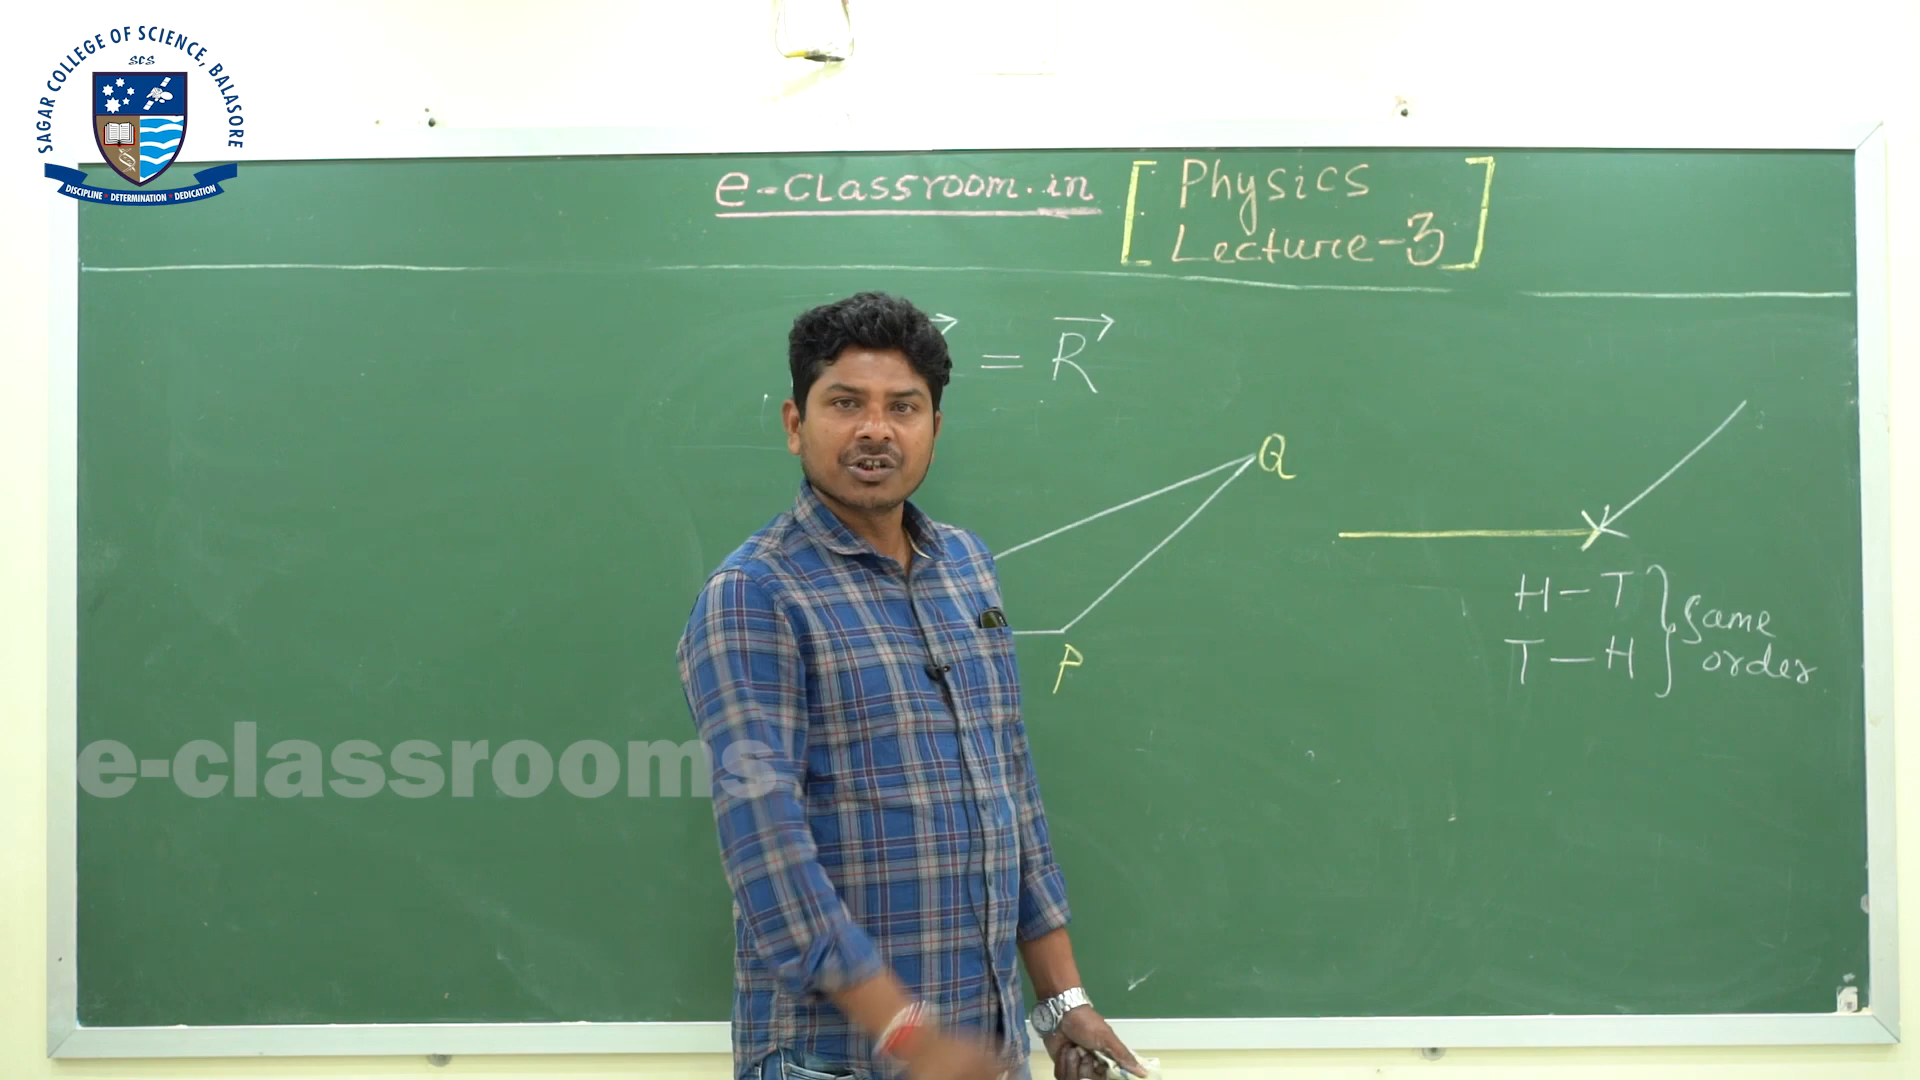 SAGAR COLLEGE OF SCIENCE, BALASORE
SCS
DISCIPLINE • DETERMINATION • DEDICATION
e-classroom.in
[Physics
Lecture-3]
= R
Q
P
H-T
T-H
} Same
order
e-classrooms